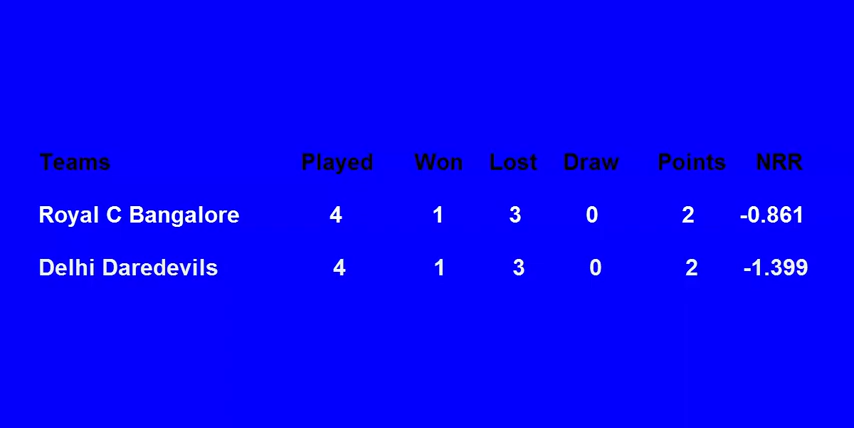 Teams Played Won Lost Draw Points NRR
Royal C Bangalore 4 1 3 0 2 -0.861
Delhi Daredevils 4 1 3 0 2 -1.399